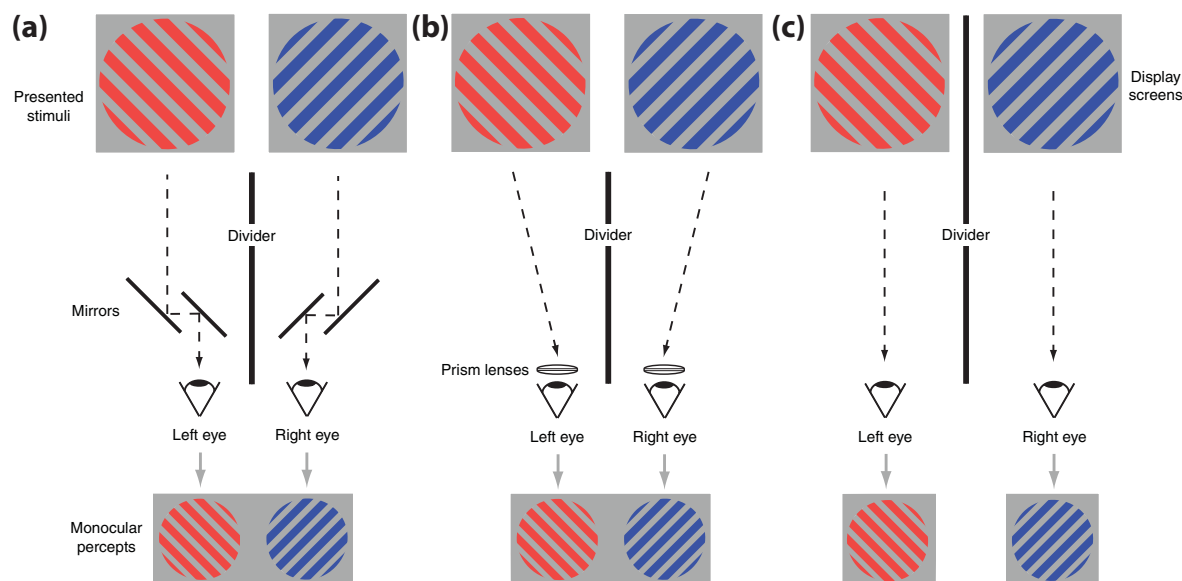 (a)
(b)
(c)
Presented
stimuli
Display
screens
Divider
Divider
Divider
Mirrors
Prism lenses
Left eye
Right eye
Left eye
Right eye
Left eye
Right eye
Monocular
percepts